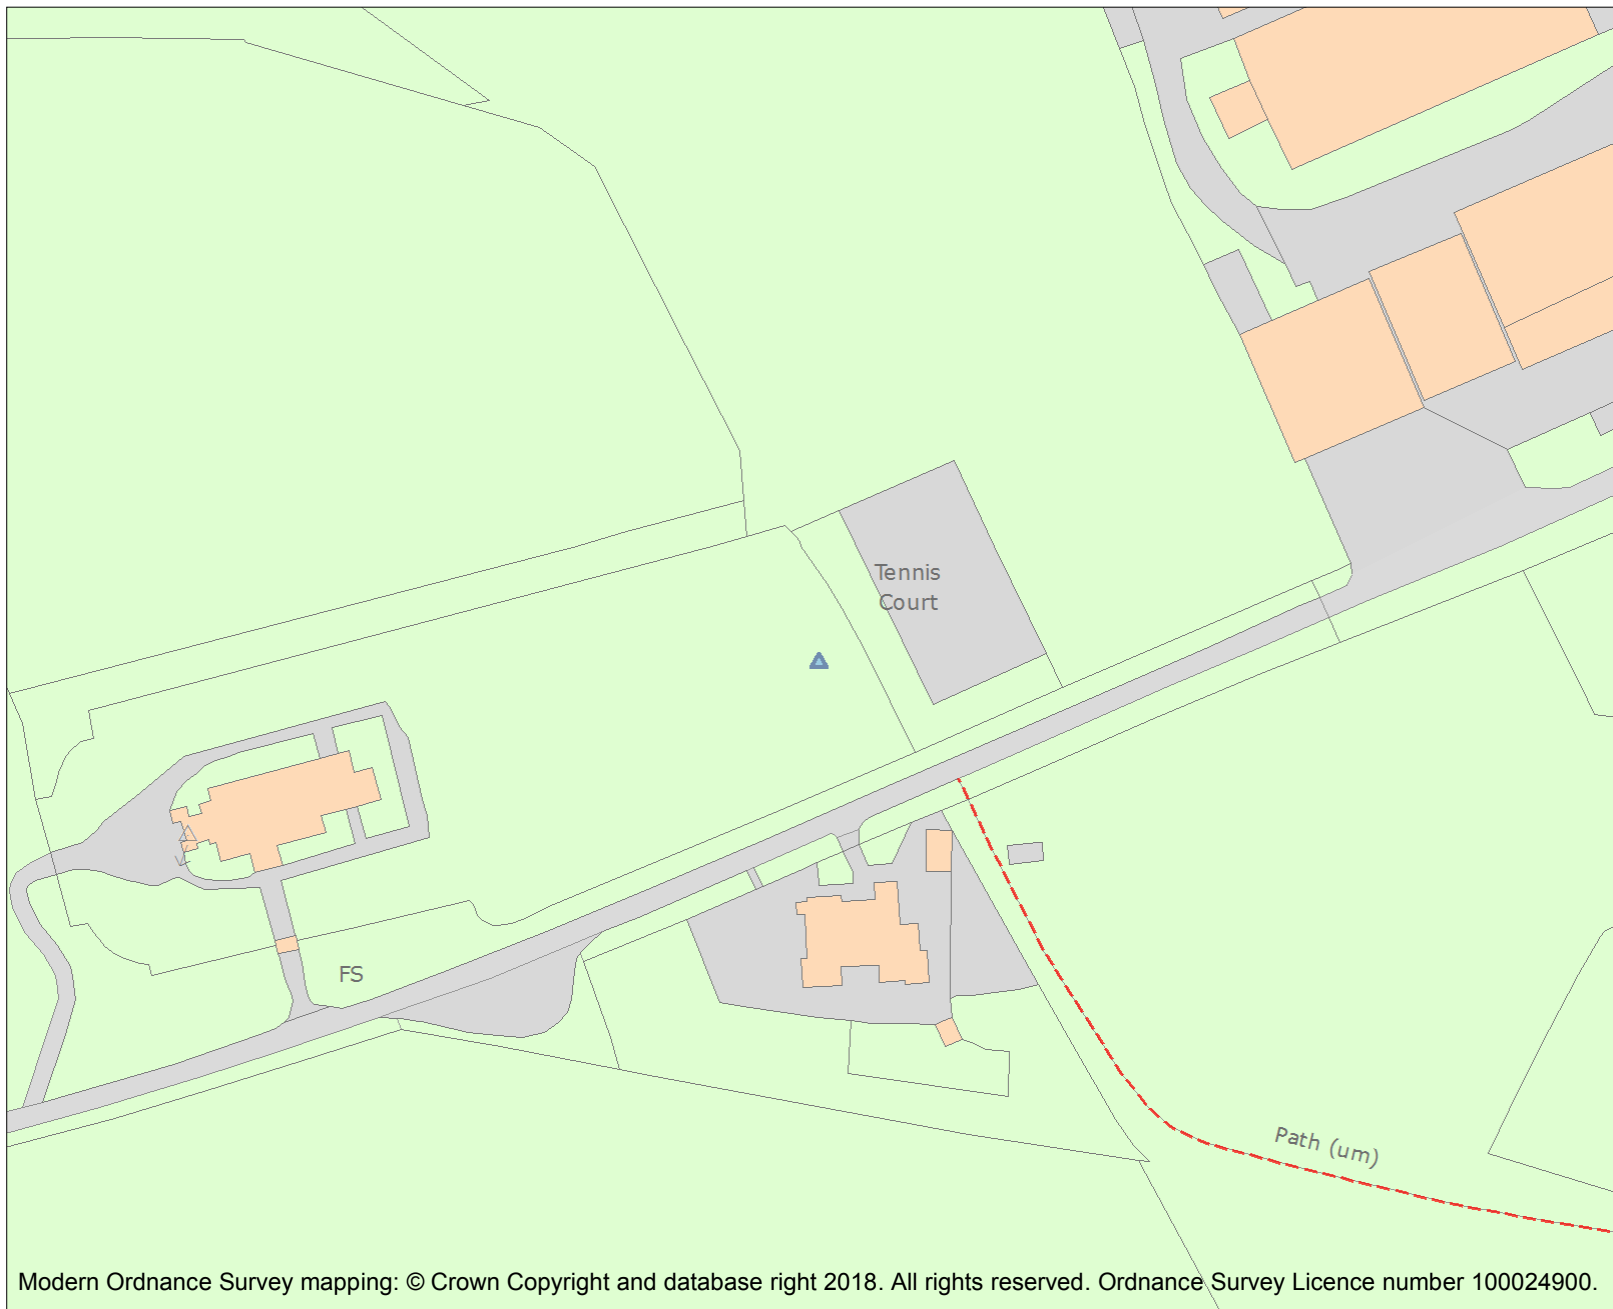 Tennis
Court
FS
Path (um)
Modern Ordnance Survey mapping: © Crown Copyright and database right 2018. All rights reserved. Ordnance Survey Licence number 100024900.